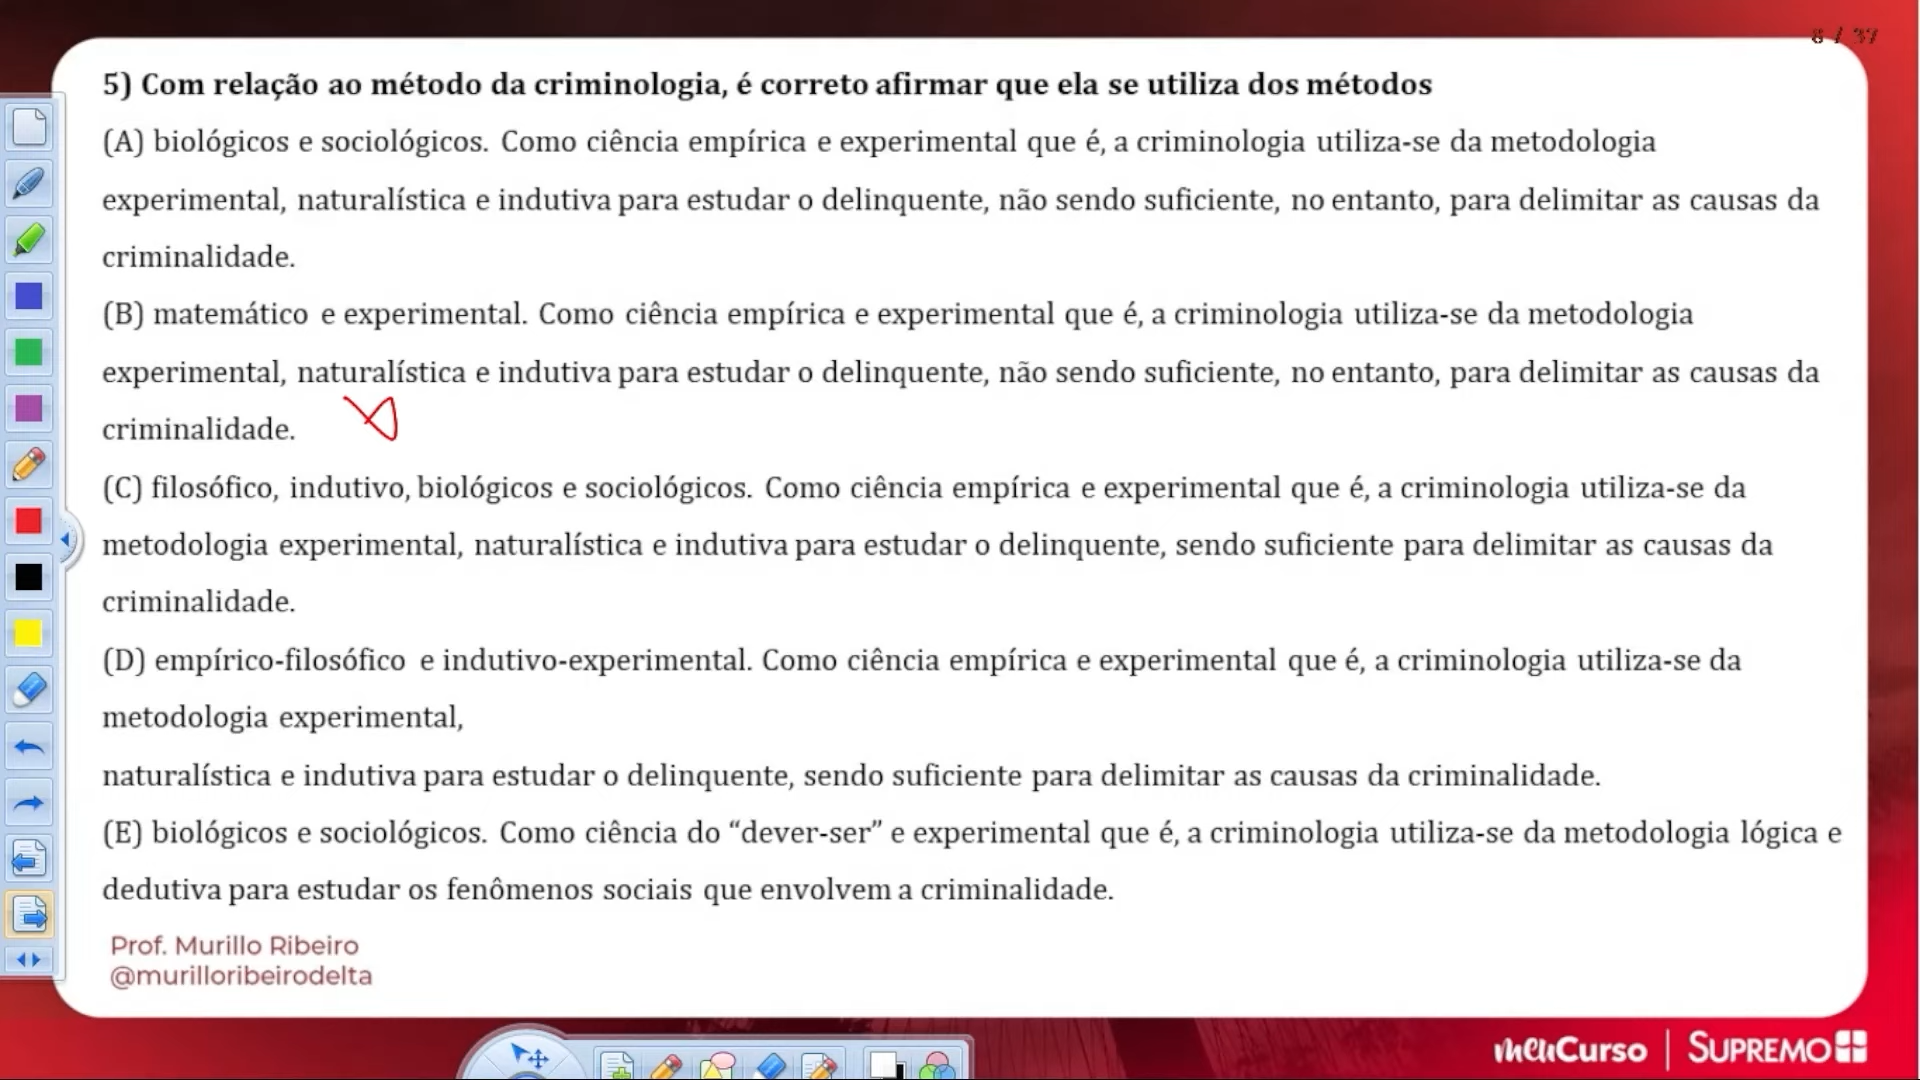 8 / 37
5) Com relação ao método da criminologia, é correto afirmar que ela se utiliza dos métodos
(A) biológicos e sociológicos. Como ciência empírica e experimental que é, a criminologia utiliza-se da metodologia
experimental, naturalística e indutiva para estudar o delinquente, não sendo suficiente, no entanto, para delimitar as causas da
criminalidade.
(B) matemático e experimental. Como ciência empírica e experimental que é, a criminologia utiliza-se da metodologia
experimental, naturalística e indutiva para estudar o delinquente, não sendo suficiente, no entanto, para delimitar as causas da
criminalidade.
(C) filosófico, indutivo, biológicos e sociológicos. Como ciência empírica e experimental que é, a criminologia utiliza-se da
metodologia experimental, naturalística e indutiva para estudar o delinquente, sendo suficiente para delimitar as causas da
criminalidade.
(D) empírico-filosófico e indutivo-experimental. Como ciência empírica e experimental que é, a criminologia utiliza-se da
metodologia experimental,
naturalística e indutiva para estudar o delinquente, sendo suficiente para delimitar as causas da criminalidade.
(E) biológicos e sociológicos. Como ciência do “dever-ser” e experimental que é, a criminologia utiliza-se da metodologia lógica e
dedutiva para estudar os fenômenos sociais que envolvem a criminalidade.
Prof. Murillo Ribeiro
@murilloribeirodelta
meuCurso | SUPREMO